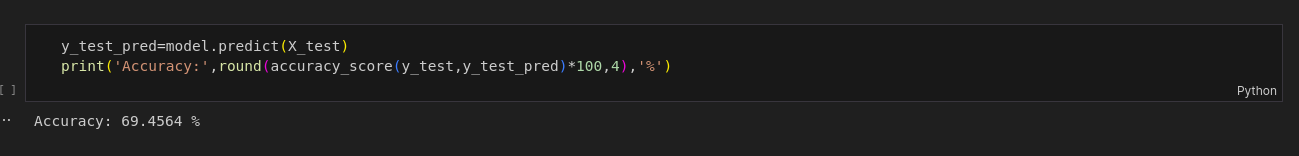 y_test_pred=model.predict(X_test)
print('Accuracy:',round(accuracy_score(y_test,y_test_pred)*100,4),'%')
[ ]
Python
Accuracy: 69.4564 %